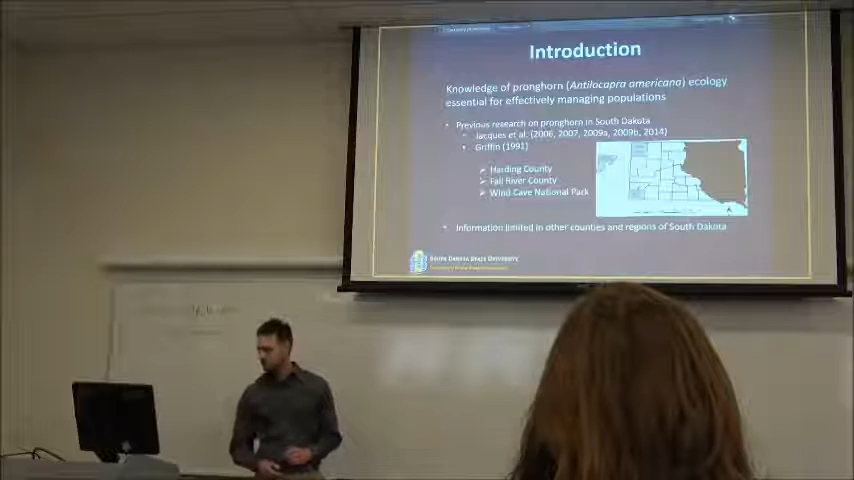 Introduction
Knowledge of pronghorn (Antilocapra americana) ecology
essential for effectively managing populations
• Previous research on pronghorn in South Dakota
• Jacques et al. (2006, 2007, 2009a, 2009b, 2014)
• Griffin (1991)
➢ Harding County
➢ Fall River County
➢ Wind Cave National Park
• Information limited in other counties and regions of South Dakota
SOUTH DAKOTA STATE UNIVERSITY